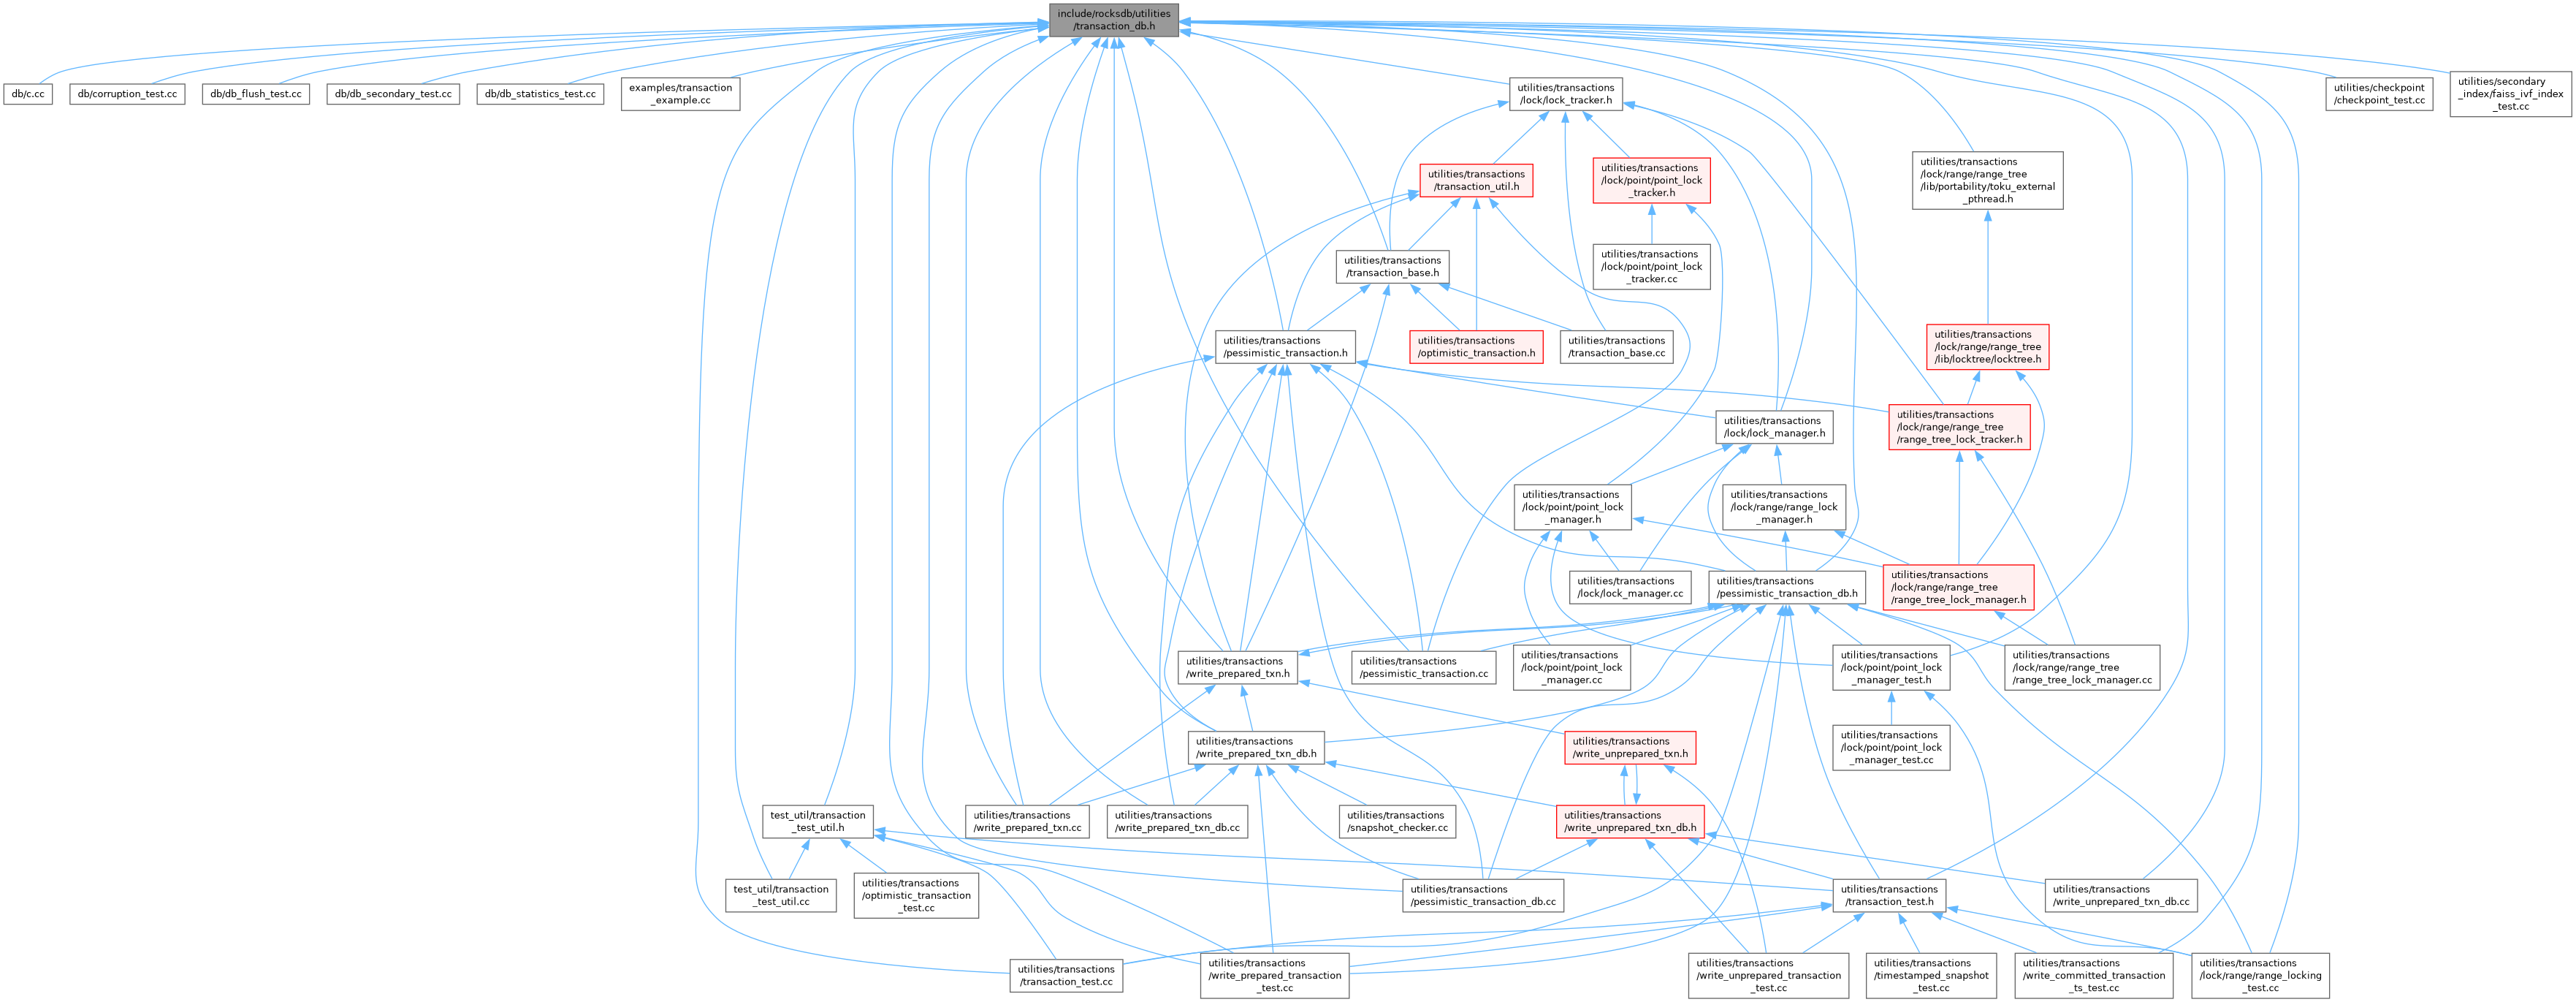 include/rocksdb/utilities
/transaction_db.h
db/c.cc
db/corruption_test.cc
db/db_flush_test.cc
db/db_secondary_test.cc
db/db_statistics_test.cc
examples/transaction
_example.cc
utilities/transactions
/lock/lock_tracker.h
utilities/checkpoint
/checkpoint_test.cc
utilities/secondary
_index/faiss_ivf_index
_test.cc
utilities/transactions
/transaction_util.h
utilities/transactions
/lock/point/point_lock
_tracker.h
utilities/transactions
/lock/range/range_tree
/lib/portability/toku_external
_pthread.h
utilities/transactions
/transaction_base.h
utilities/transactions
/lock/point/point_lock
_tracker.cc
utilities/transactions
/pessimistic_transaction.h
utilities/transactions
/optimistic_transaction.h
utilities/transactions
/transaction_base.cc
utilities/transactions
/lock/range/range_tree
/lib/locktree/locktree.h
utilities/transactions
/lock/lock_manager.h
utilities/transactions
/lock/range/range_tree
/range_tree_lock_tracker.h
utilities/transactions
/lock/point/point_lock
_manager.h
utilities/transactions
/lock/range/range_lock
_manager.h
utilities/transactions
/lock/lock_manager.cc
utilities/transactions
/pessimistic_transaction_db.h
utilities/transactions
/lock/range/range_tree
/range_tree_lock_manager.h
utilities/transactions
/write_prepared_txn.h
utilities/transactions
/pessimistic_transaction.cc
utilities/transactions
/lock/point/point_lock
_manager.cc
utilities/transactions
/lock/point/point_lock
_manager_test.h
utilities/transactions
/lock/range/range_tree
/range_tree_lock_manager.cc
utilities/transactions
/write_prepared_txn_db.h
utilities/transactions
/write_unprepared_txn.h
utilities/transactions
/lock/point/point_lock
_manager_test.cc
test_util/transaction
_test_util.h
utilities/transactions
/write_prepared_txn.cc
utilities/transactions
/write_prepared_txn_db.cc
utilities/transactions
/snapshot_checker.cc
utilities/transactions
/write_unprepared_txn_db.h
test_util/transaction
_test_util.cc
utilities/transactions
/optimistic_transaction
_test.cc
utilities/transactions
/pessimistic_transaction_db.cc
utilities/transactions
/transaction_test.h
utilities/transactions
/write_unprepared_txn_db.cc
utilities/transactions
/transaction_test.cc
utilities/transactions
/write_prepared_transaction
_test.cc
utilities/transactions
/write_unprepared_transaction
_test.cc
utilities/transactions
/timestamped_snapshot
_test.cc
utilities/transactions
/write_committed_transaction
_ts_test.cc
utilities/transactions
/lock/range/range_locking
_test.cc